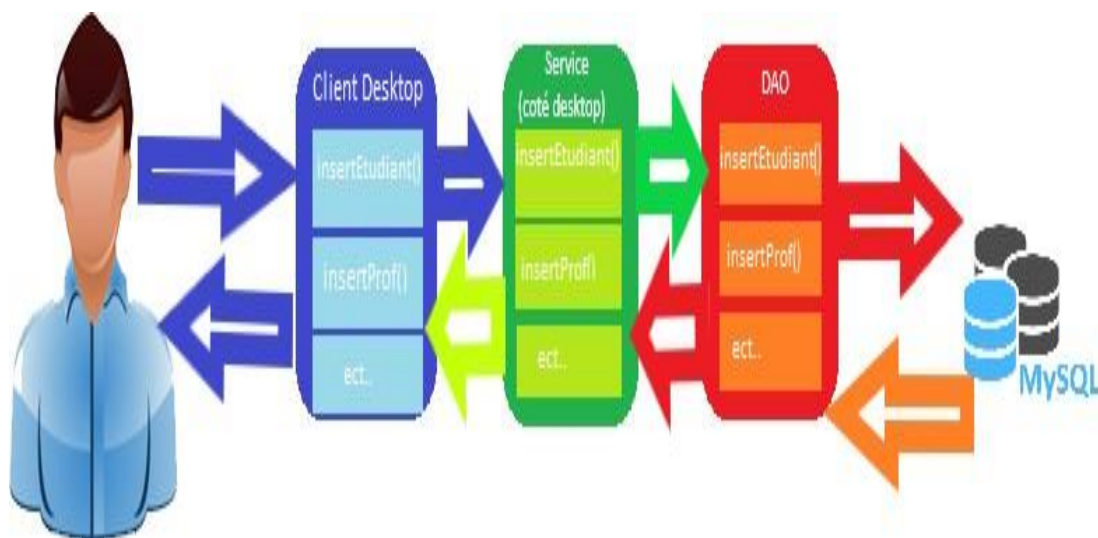 Client Desktop
insertEtudiant()
insertProf()
ect..
Service
(coté desktop)
insertEtudiant()
insertProf()
ect..
DAO
insertEtudiant()
insertProf()
ect..
MySQL